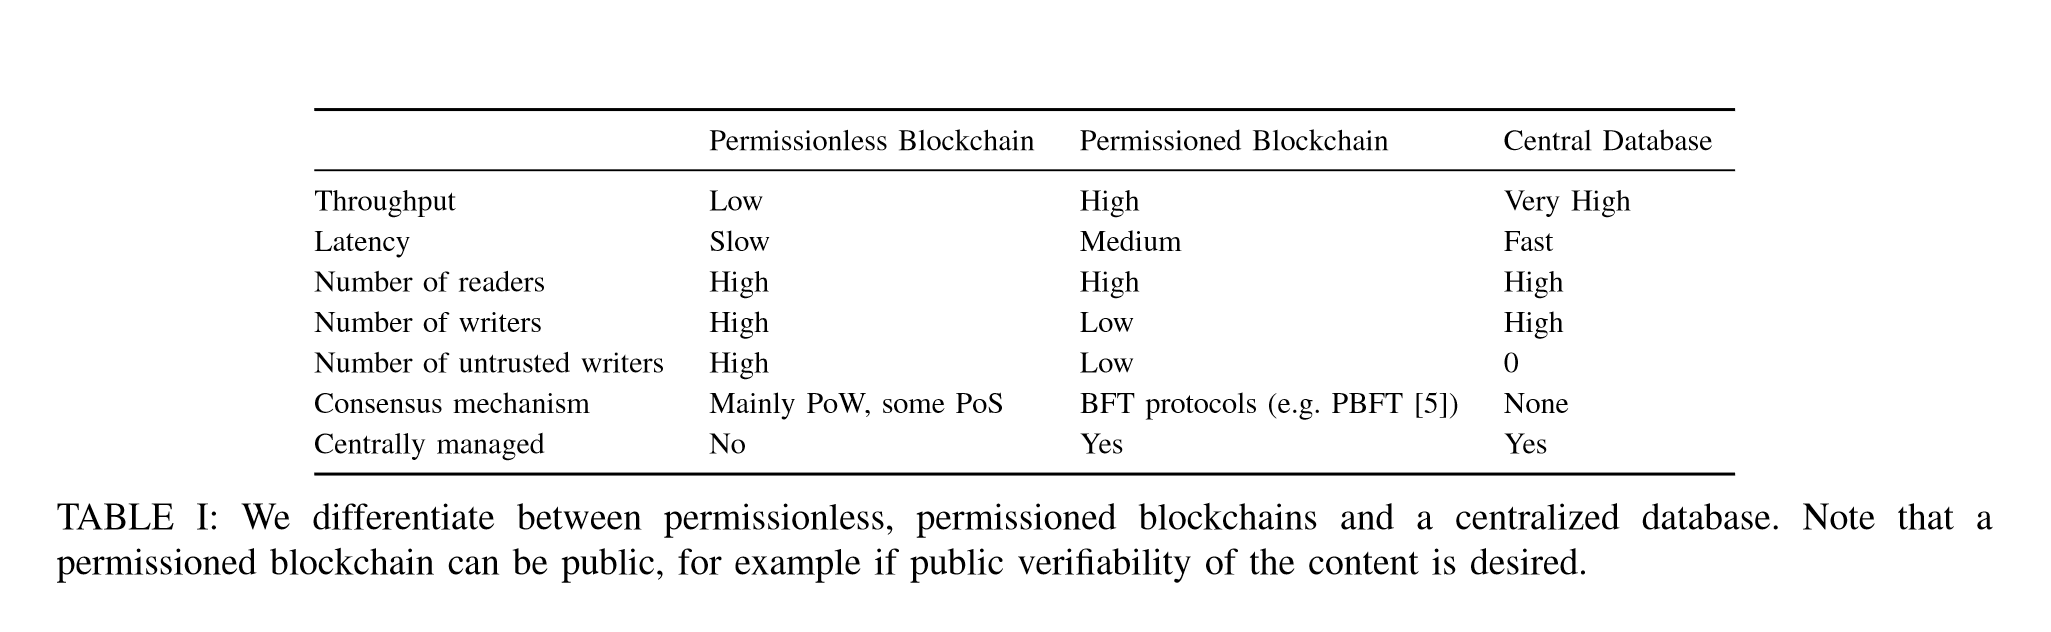 Permissionless Blockchain Permissioned Blockchain Central Database
Throughput Low High Very High
Latency Slow Medium Fast
Number of readers High High High
Number of writers High Low High
Number of untrusted writers High Low 0
Consensus mechanism Mainly PoW, some PoS BFT protocols (e.g. PBFT [5]) None
Centrally managed No Yes Yes
TABLE I: We differentiate between permissionless, permissioned blockchains and a centralized database. Note that a
permissioned blockchain can be public, for example if public verifiability of the content is desired.